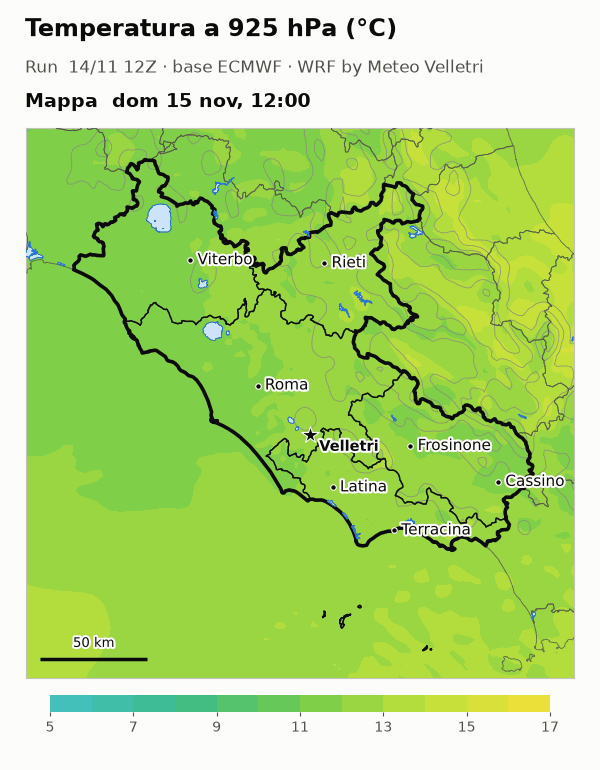 Temperatura a 925 hPa (°C)
Run  14/11 12Z · base ECMWF · WRF by Meteo Velletri
Mappa  dom 15 nov, 12:00
Viterbo
Rieti
Roma
Velletri
Frosinone
Cassino
Latina
Terracina
50 km
5 7 9 11 13 15 17